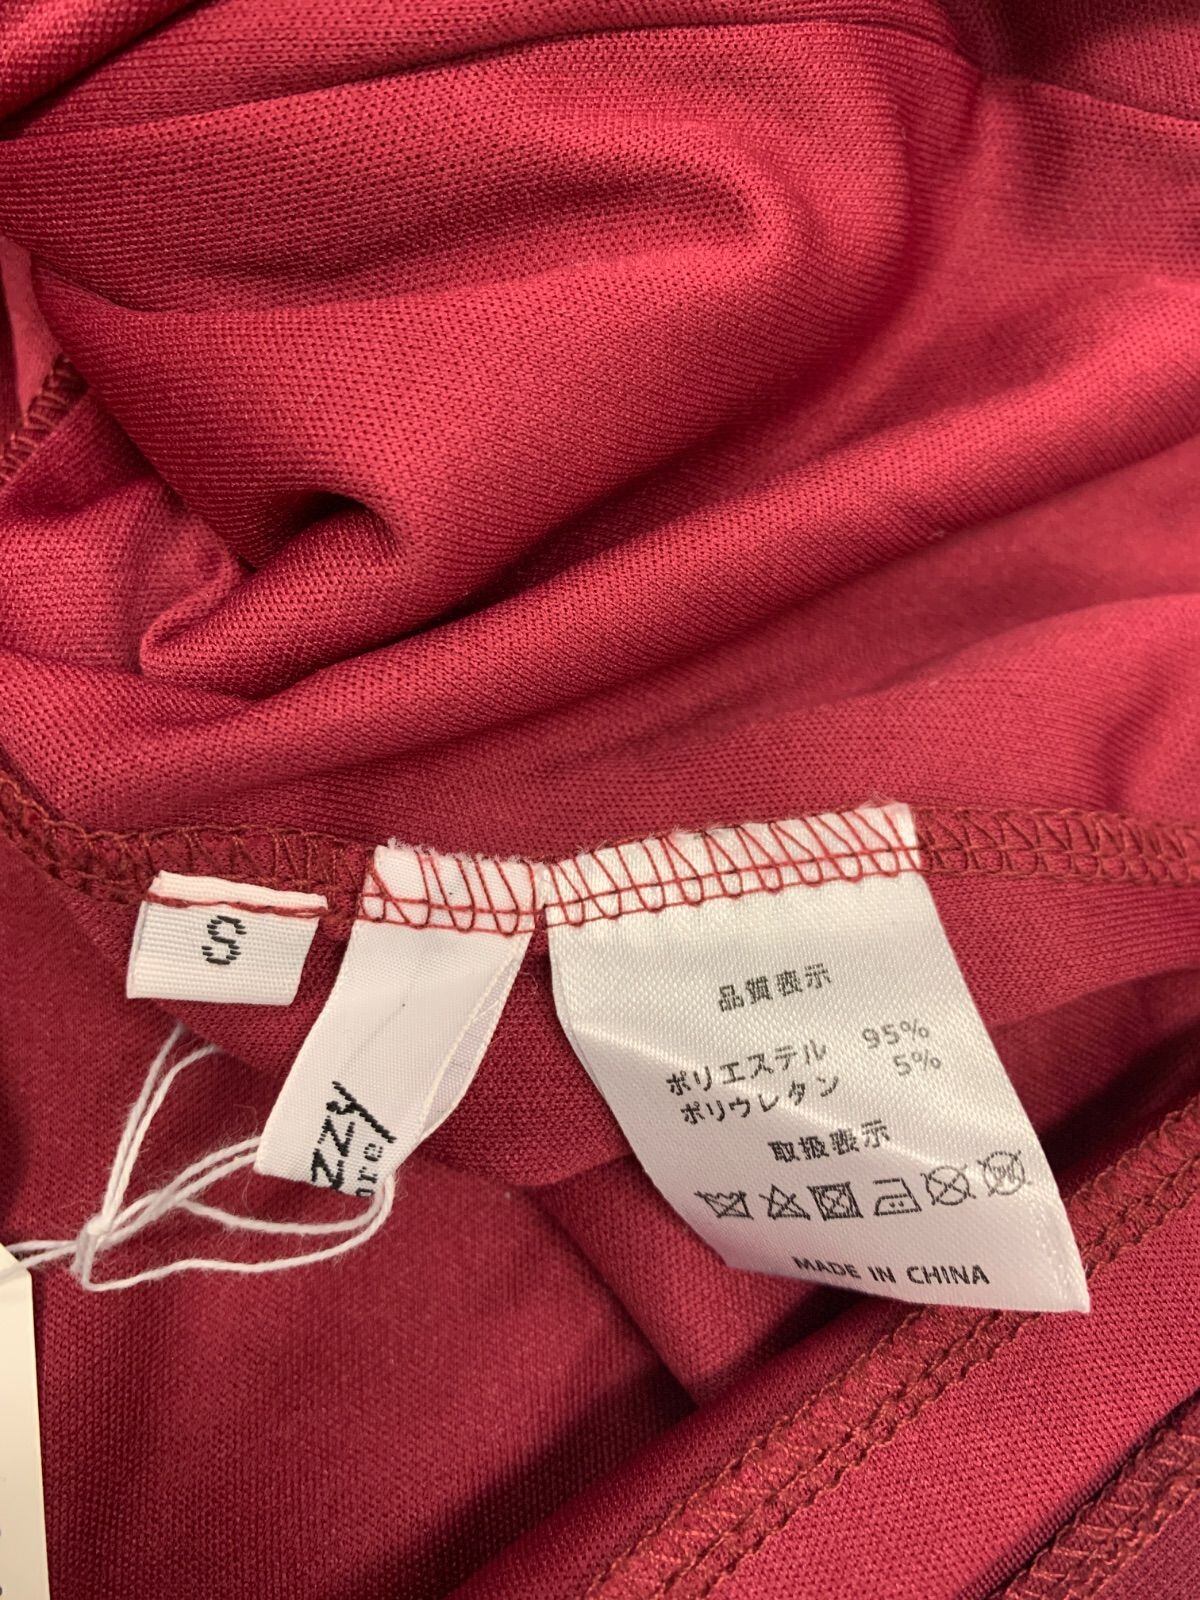 S
zzy
品質表示
ポリエステル 95%
ポリウレタン 5%
取扱表示
MADE IN CHINA